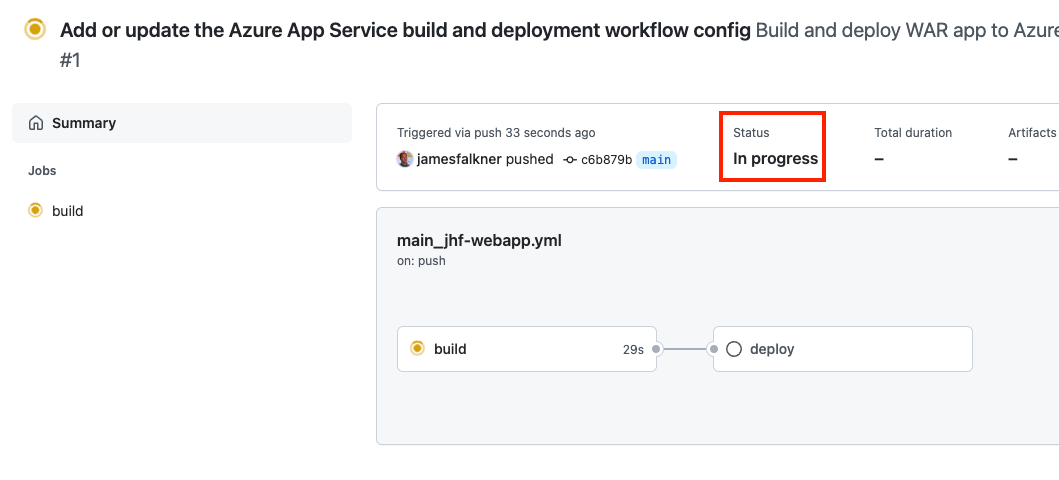 Add or update the Azure App Service build and deployment workflow config Build and deploy WAR app to Azure
#1
Summary
Jobs
build
Triggered via push 33 seconds ago
jamesfalkner pushed c6b879b main
Status
In progress
Total duration
–
Artifacts
–
main_jhf-webapp.yml
on: push
build 29s
deploy